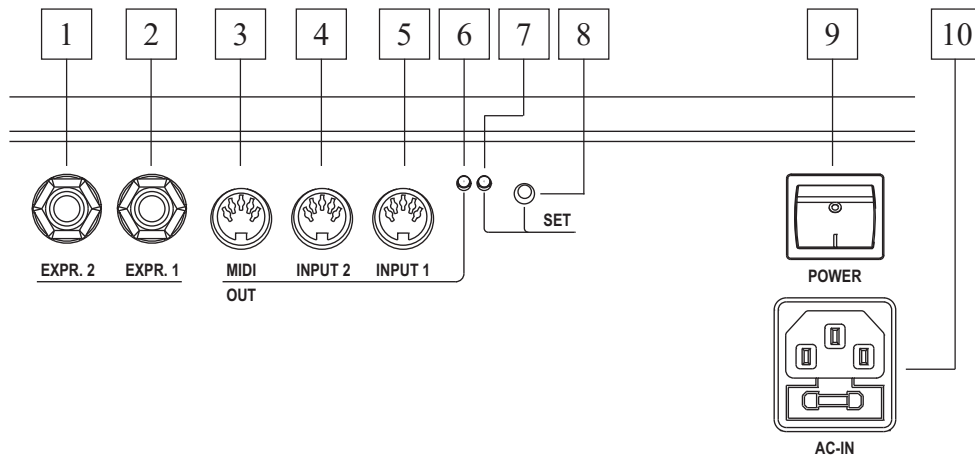 1 2 3 4 5 6 7 8 9 10
SET
EXPR. 2 EXPR. 1 MIDI INPUT 2 INPUT 1 POWER
OUT
AC-IN